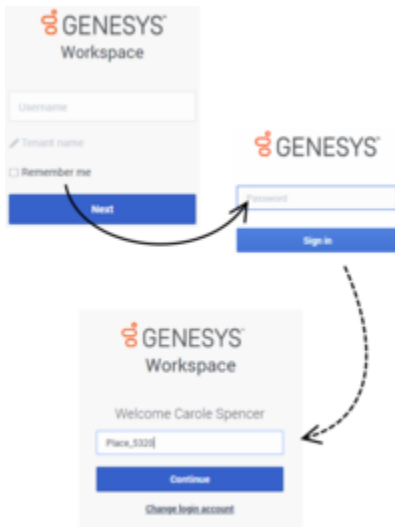 GENESYS
Workspace
Username
Tenant name
Remember me
Next
GENESYS
Password
Sign in
GENESYS
Workspace
Welcome Carole Spencer
Place_5320
Continue
Change login account